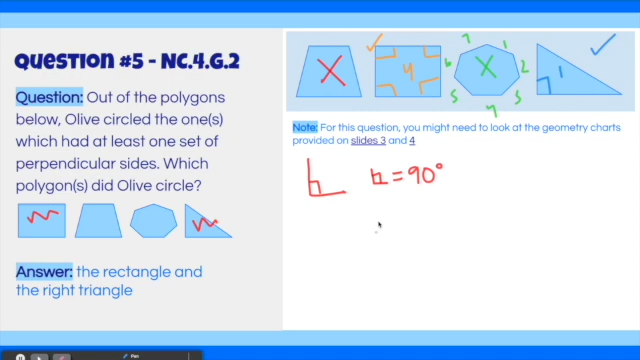 Question #5 - NC.4.G.2
Question: Out of the polygons
below, Olive circled the one(s)
which had at least one set of
perpendicular sides. Which
polygon(s) did Olive circle?
Answer: the rectangle and
the right triangle
4
7
1
6
2
5
3
4
1
Note: For this question, you might need to look at the geometry charts
provided on slides 3 and 4
= 90°
Pen